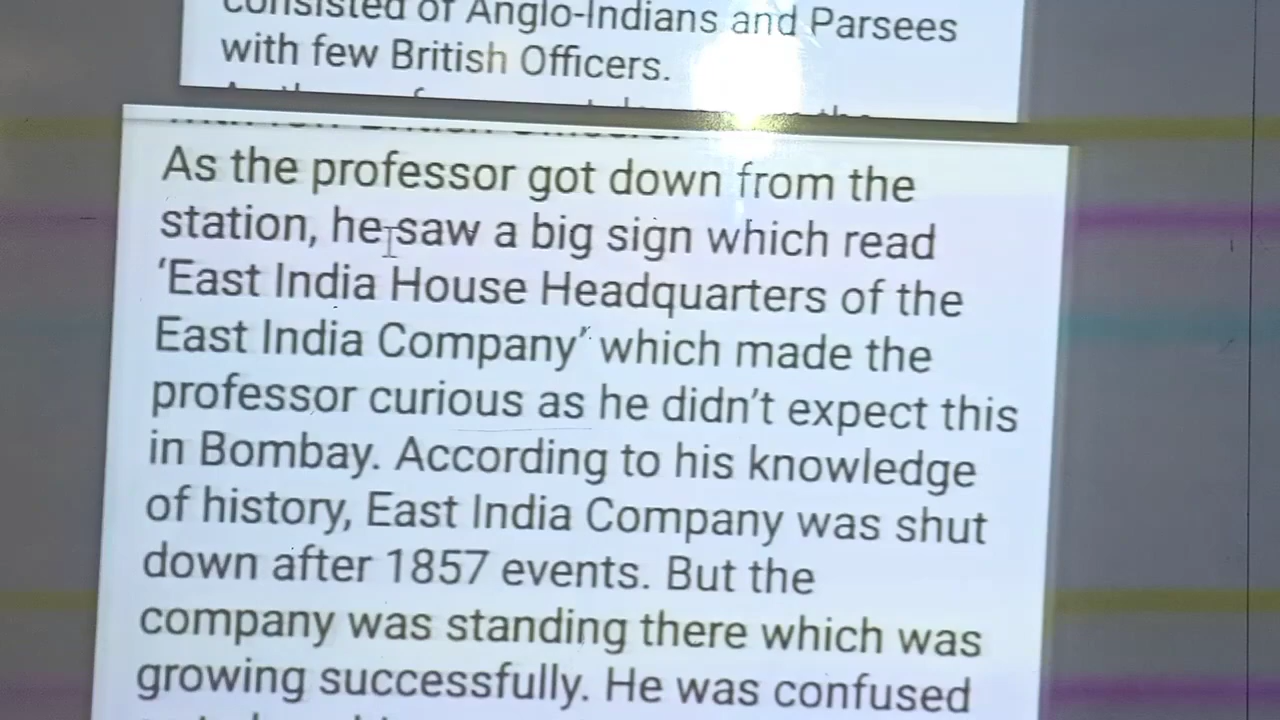 consisted of Anglo-Indians and Parsees
with few British Officers.
As the professor got down from the
station, he saw a big sign which read
‘East India House Headquarters of the
East India Company’ which made the
professor curious as he didn’t expect this
in Bombay. According to his knowledge
of history, East India Company was shut
down after 1857 events. But the
company was standing there which was
growing successfully. He was confused